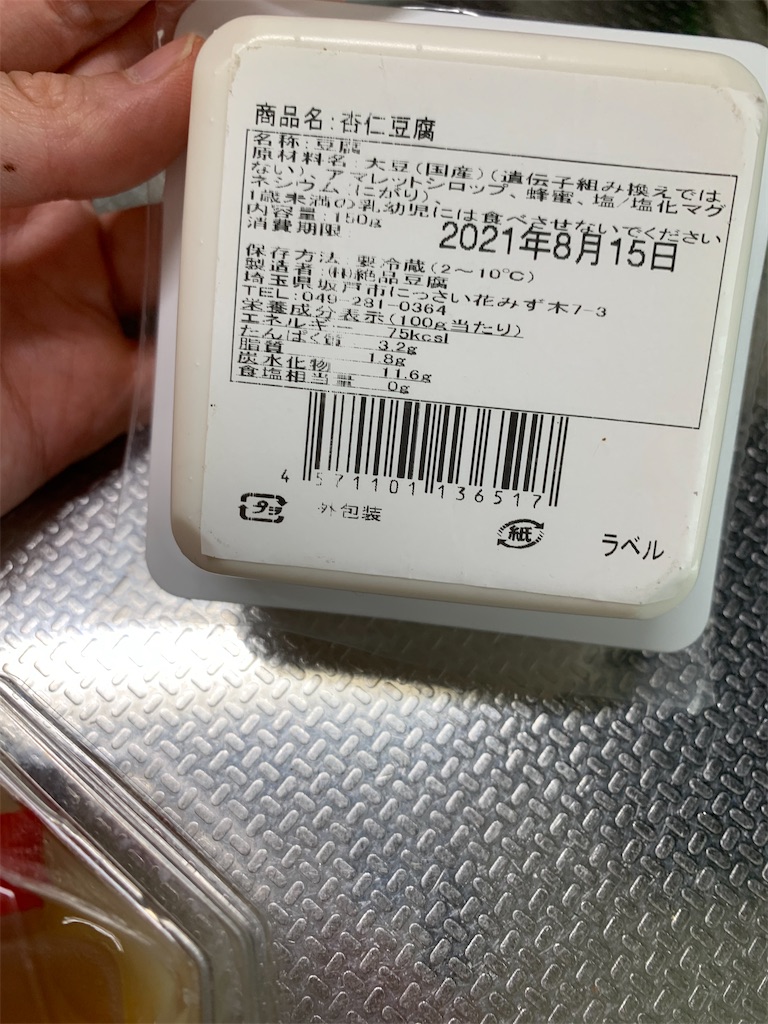 商品名:杏仁豆腐
名称:豆腐
原材料名:大豆(国産)(遺伝子組み換えでは
ない)、アマレットシロップ、蜂蜜、塩/塩化マグ
ネシウム(にがり)
1歳未満の乳幼児には食べさせないでください
内容量:150g
消費期限 2021年8月15日
保存方法:要冷蔵(2～10℃)
製造者:㈱絶品豆腐
埼玉県坂戸市にっさい花みず木7-3
TEL:049-281-0364
栄養成分表示(100g当たり)
エネルギー 75kcal
たんぱく質 3.2g
脂質 1.8g
炭水化物 11.6g
食塩相当量 0g
4 571101 136517
プラ 外包装 紙 ラベル